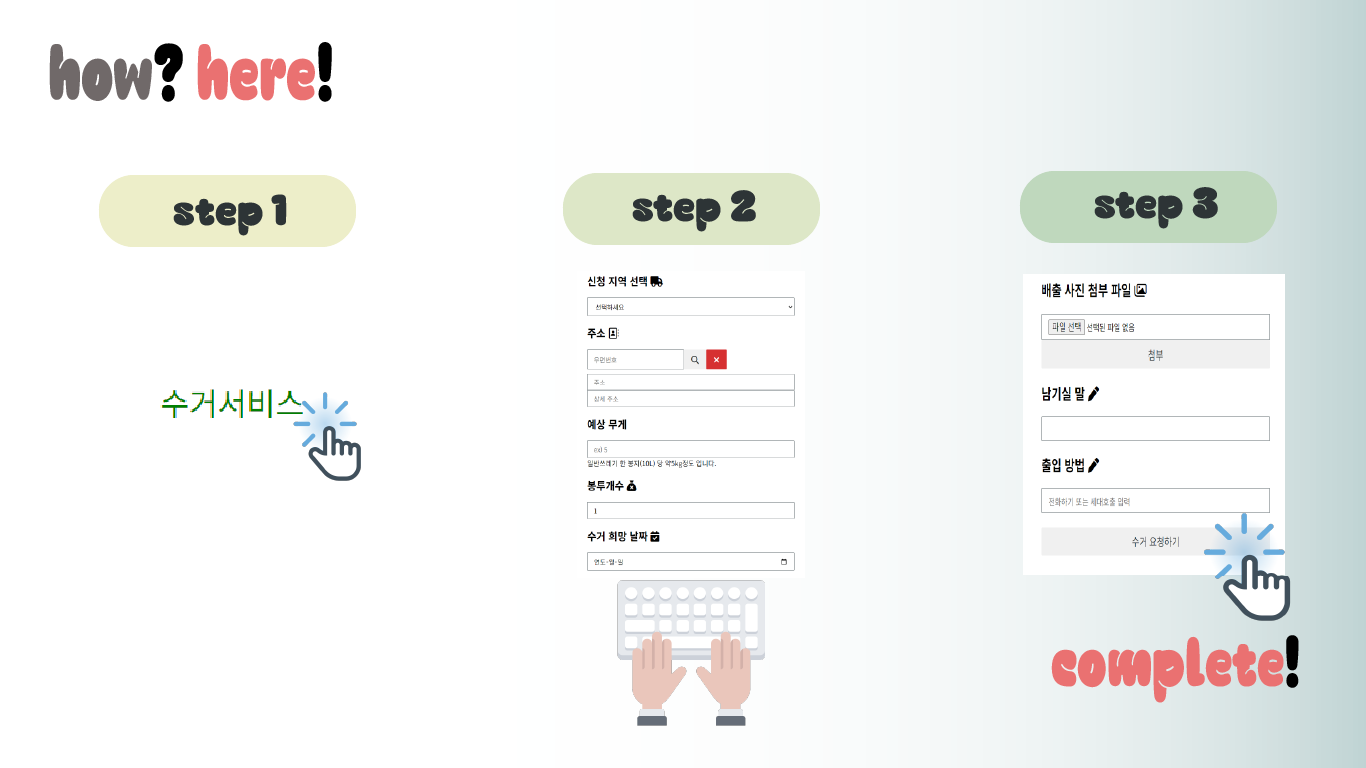 how? here!
step 1
수거서비스
step 2
신청 지역 선택
선택하세요
주소
우편번호
주소
상세 주소
예상 무게
ex) 5
일반쓰레기 한 봉지(10L) 당 약5kg정도 입니다.
봉투개수
1
수거 희망 날짜
연도-월-일
step 3
배출 사진 첨부 파일
파일 선택 선택된 파일 없음
첨부
남기실 말
출입 방법
전화하기 또는 세대호출 입력
수거 요청하기
complete!